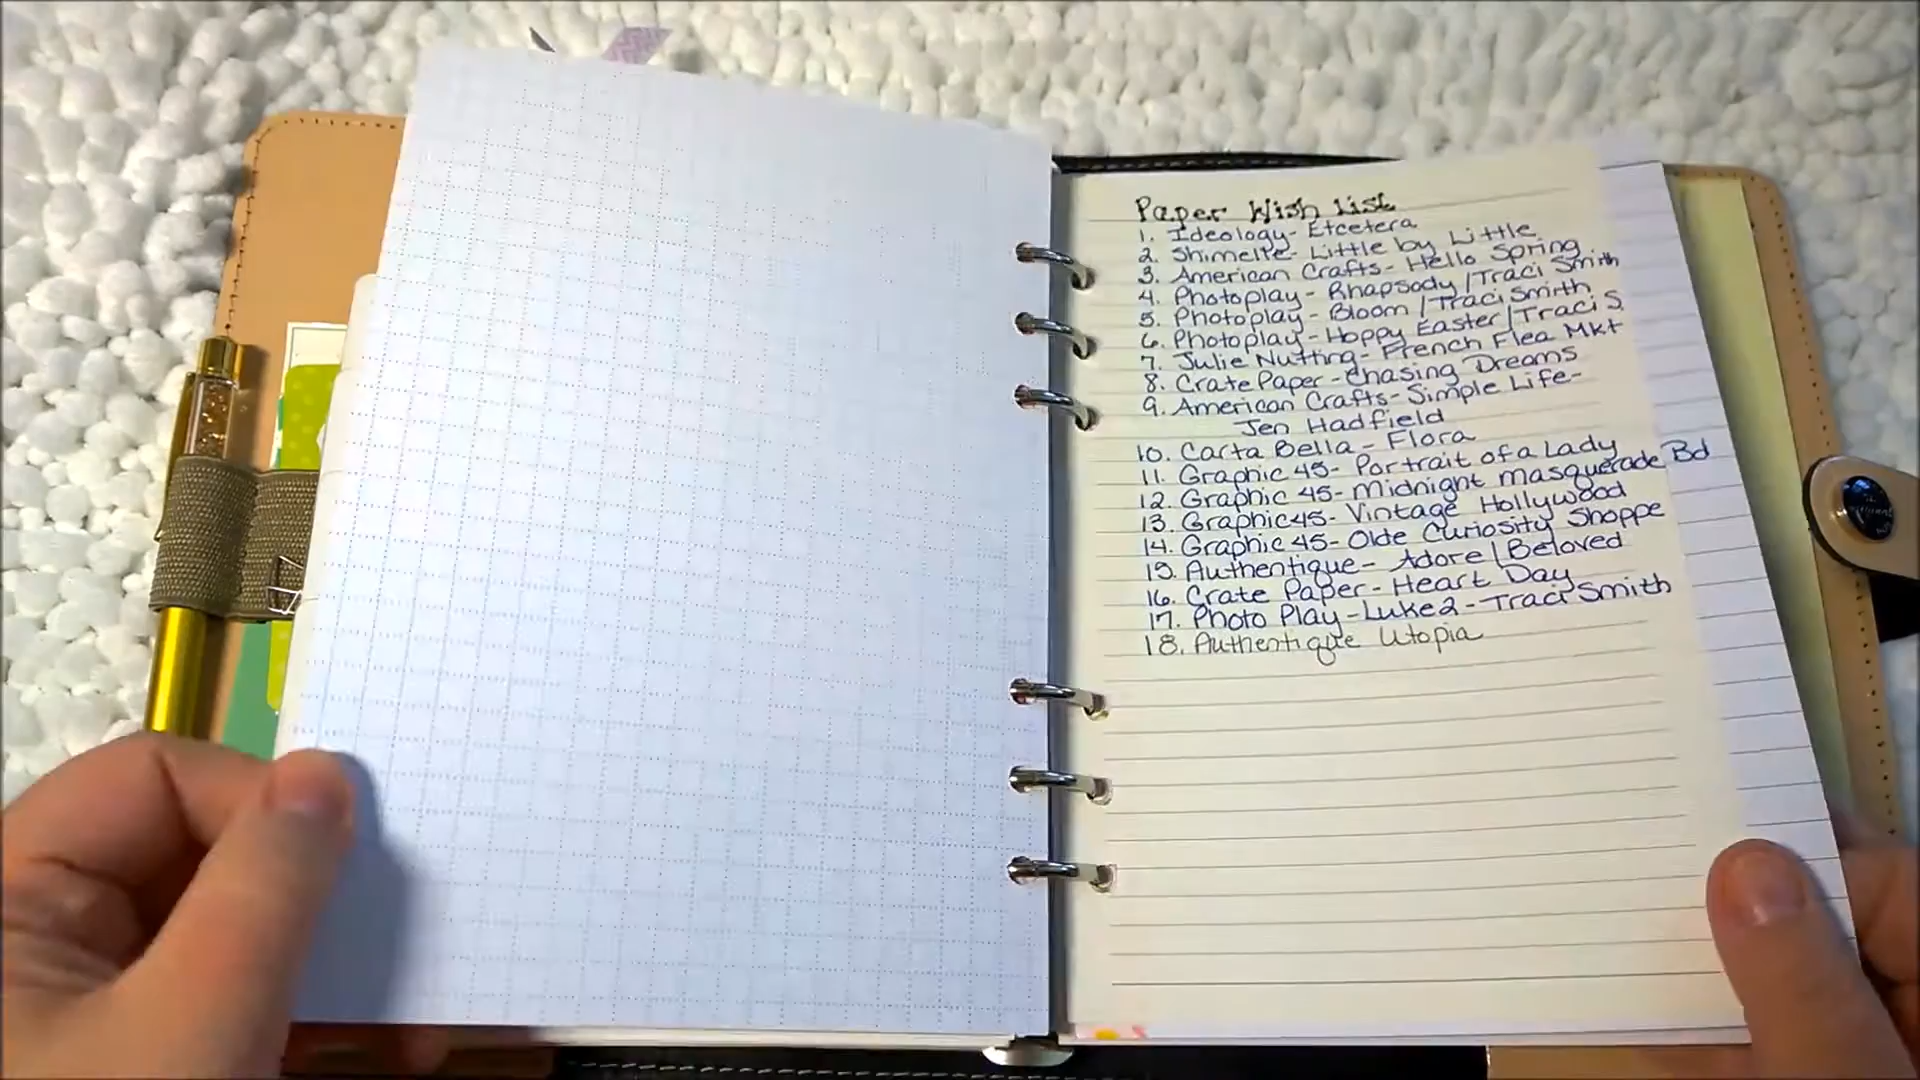 Paper Wish List
1. Ideology- Etcetera
2. Shimelle- Little by Little
3. American Crafts- Hello Spring
4. Photoplay- Rhapsody/Traci Smith
5. Photoplay- Bloom/Traci Smith
6. Photoplay- Hoppy Easter/Traci S.
7. Julie Nutting- French Flea Mkt
8. Crate Paper- Chasing Dreams
9. American Crafts- Simple Life-
Jen Hadfield
10. Carta Bella- Flora
11. Graphic 45- Portrait of a Lady
12. Graphic 45- Midnight Masquerade Bd
13. Graphic45- Vintage Hollywood
14. Graphic 45- Olde Curiosity Shoppe
15. Authentique- Adore/Beloved
16. Crate Paper- Heart Day
17. Photo Play- Luke 2- Traci Smith
18. Authentique Utopia